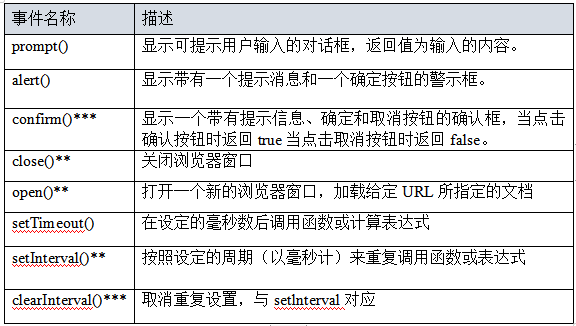 事件名称 描述
prompt() 显示可提示用户输入的对话框，返回值为输入的内容。
alert() 显示带有一个提示消息和一个确定按钮的警示框。
confirm()*** 显示一个带有提示信息、确定和取消按钮的确认框，当点击
确认按钮时返回 true 当点击取消按钮时返回 false。
close()** 关闭浏览器窗口
open()** 打开一个新的浏览器窗口，加载给定 URL 所指定的文档
setTimeout() 在设定的毫秒数后调用函数或计算表达式
setInterval()** 按照设定的周期（以毫秒计）来重复调用函数或表达式
clearInterval()*** 取消重复设置，与 setInterval 对应